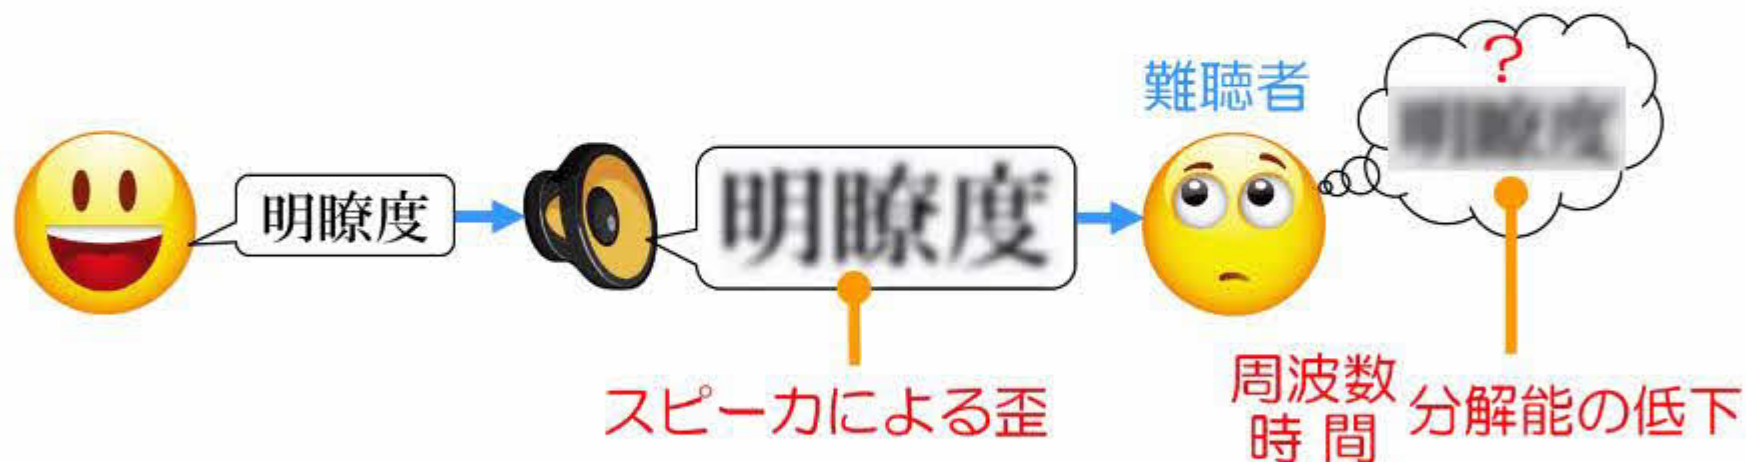 難聴者
?
明瞭度
明瞭度
明瞭度
スピーカによる歪
周波数
時間
分解能の低下